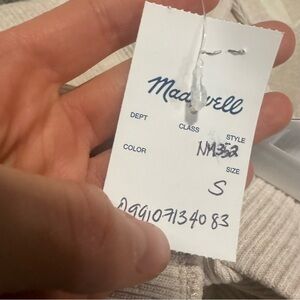 Madewell
DEPT CLASS STYLE
NM352
COLOR SIZE
S
099107134083